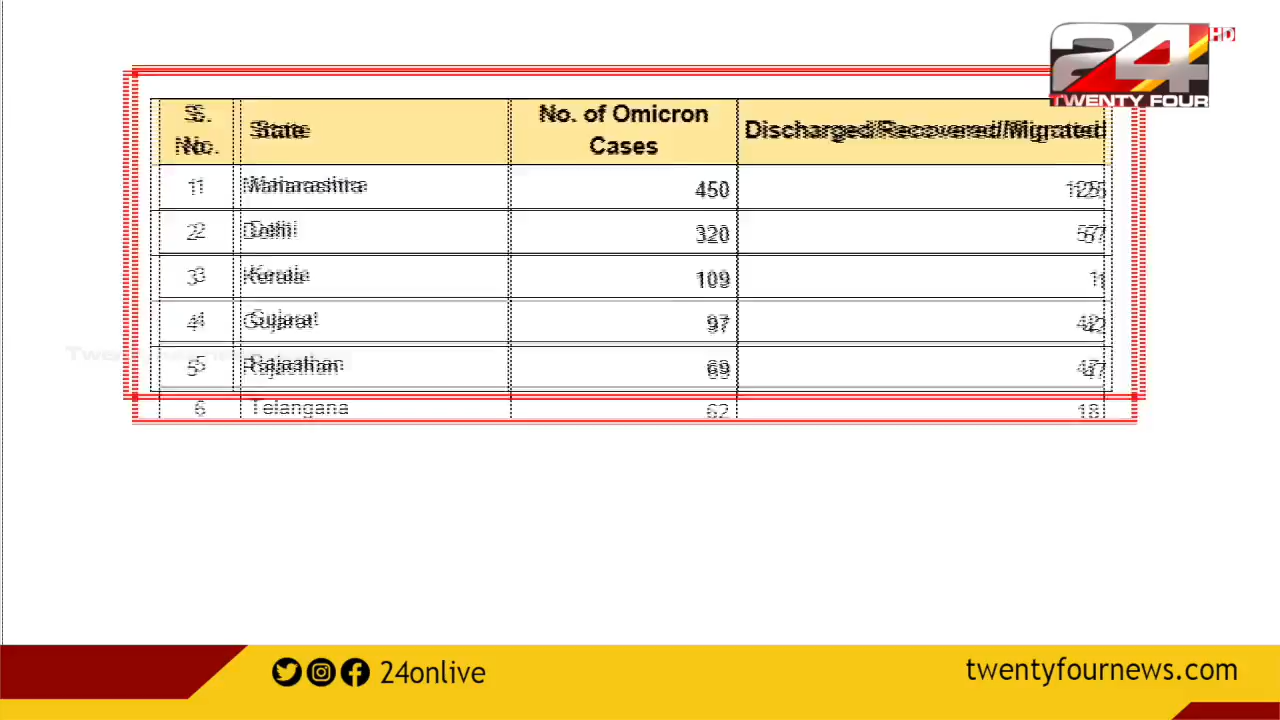 24 HD
TWENTY FOUR
S. No. State No. of Omicron Cases Discharged/Recovered/Migrated
1 Maharashtra 450 125
2 Delhi 320 57
3 Kerala 109 1
4 Gujarat 97 42
5 Rajasthan 69 47
6 Telangana 62 18
24onlive
twentyfournews.com